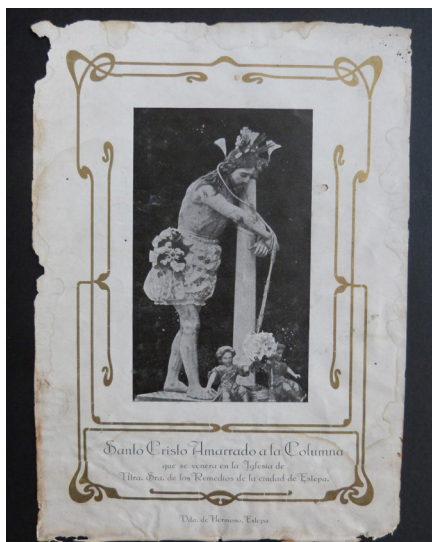 Santo Cristo Amarrado a la Columna
que se venera en la Iglesia de
Ntra. Sra. de los Remedios de la ciudad de Estepa.
Vda. de Hermoso, Estepa